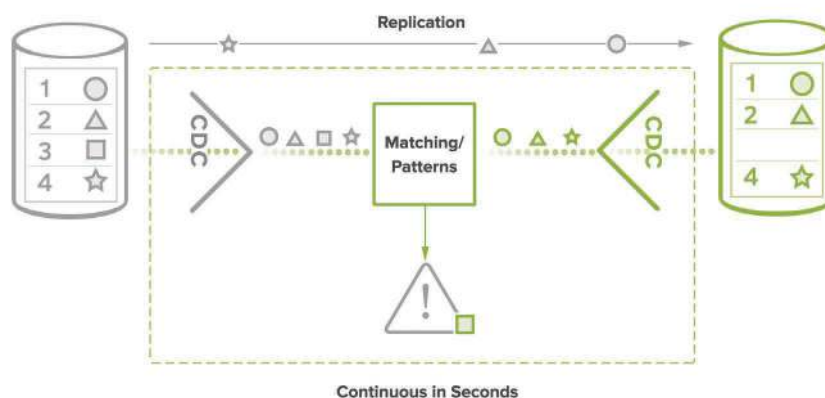 Replication
1
2
3
4
CDC
Matching/
Patterns
!
CDC
1
2
4
Continuous in Seconds